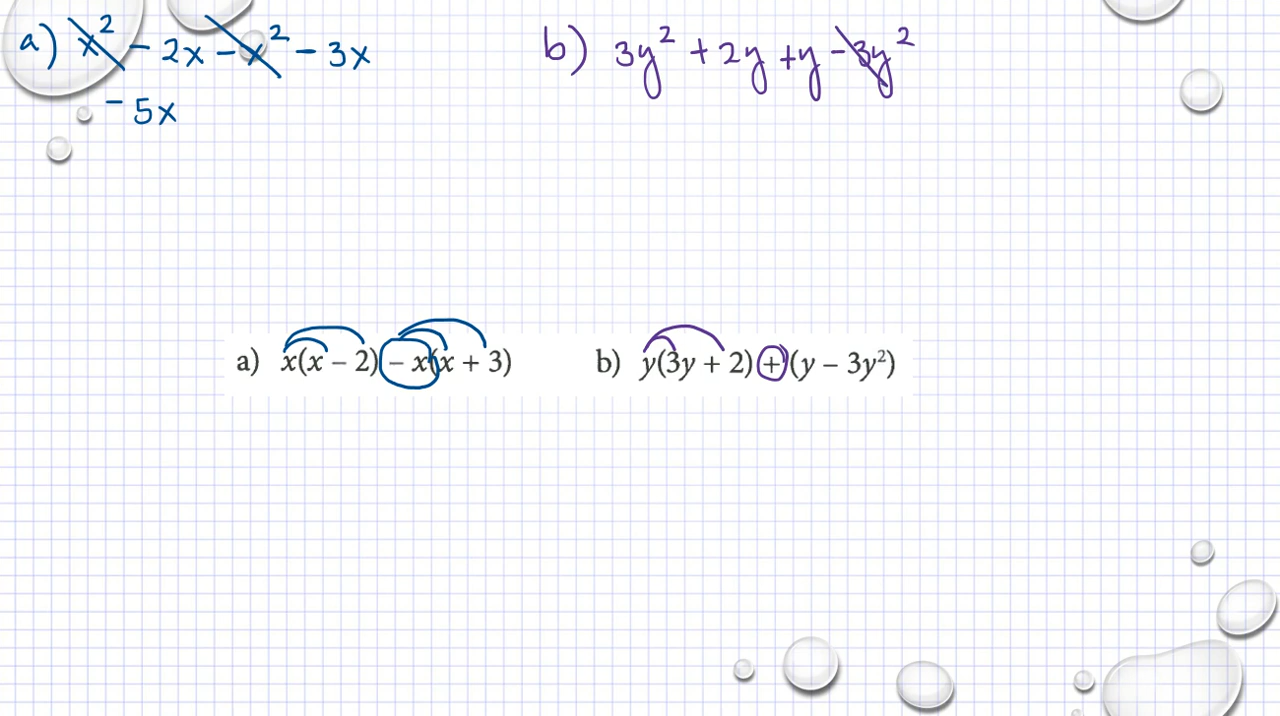 a) x² - 2x - x² - 3x
- 5x
b) 3y² + 2y + y - 3y²
a) x(x – 2) – x(x + 3)
b) y(3y + 2) + (y – 3y²)